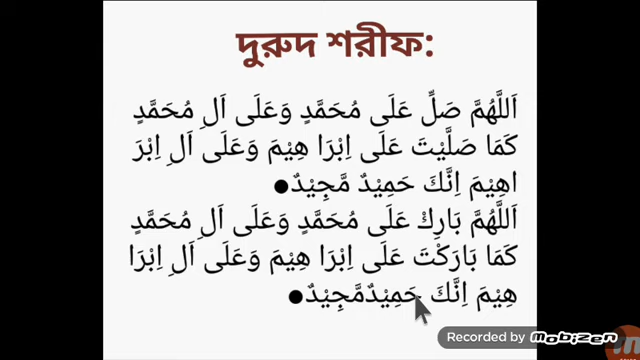 দুরুদ শরীফ:
اَللَّهُمَّ صَلِّ عَلَى مُحَمَّدٍ وَعَلَى اَلِ مُحَمَّدٍ
كَمَا صَلَّيْتَ عَلَى اِبْرَا هِيْمَ وَعَلَى اَلِ اِبْرَ
اهِيْمَ اِنَّكَ حَمِيْدٌ مَّجِيْدٌ●
اَللَّهُمَّ بَارِكْ عَلَى مُحَمَّدٍ وَعَلَى اَلِ مُحَمَّدٍ
كَمَا بَارَكْتَ عَلَى اِبْرَا هِيْمَ وَعَلَى اَلِ اِبْرَا
هِيْمَ اِنَّكَ حَمِيْدٌمَّجِيْدٌ●
Recorded by Mobizen